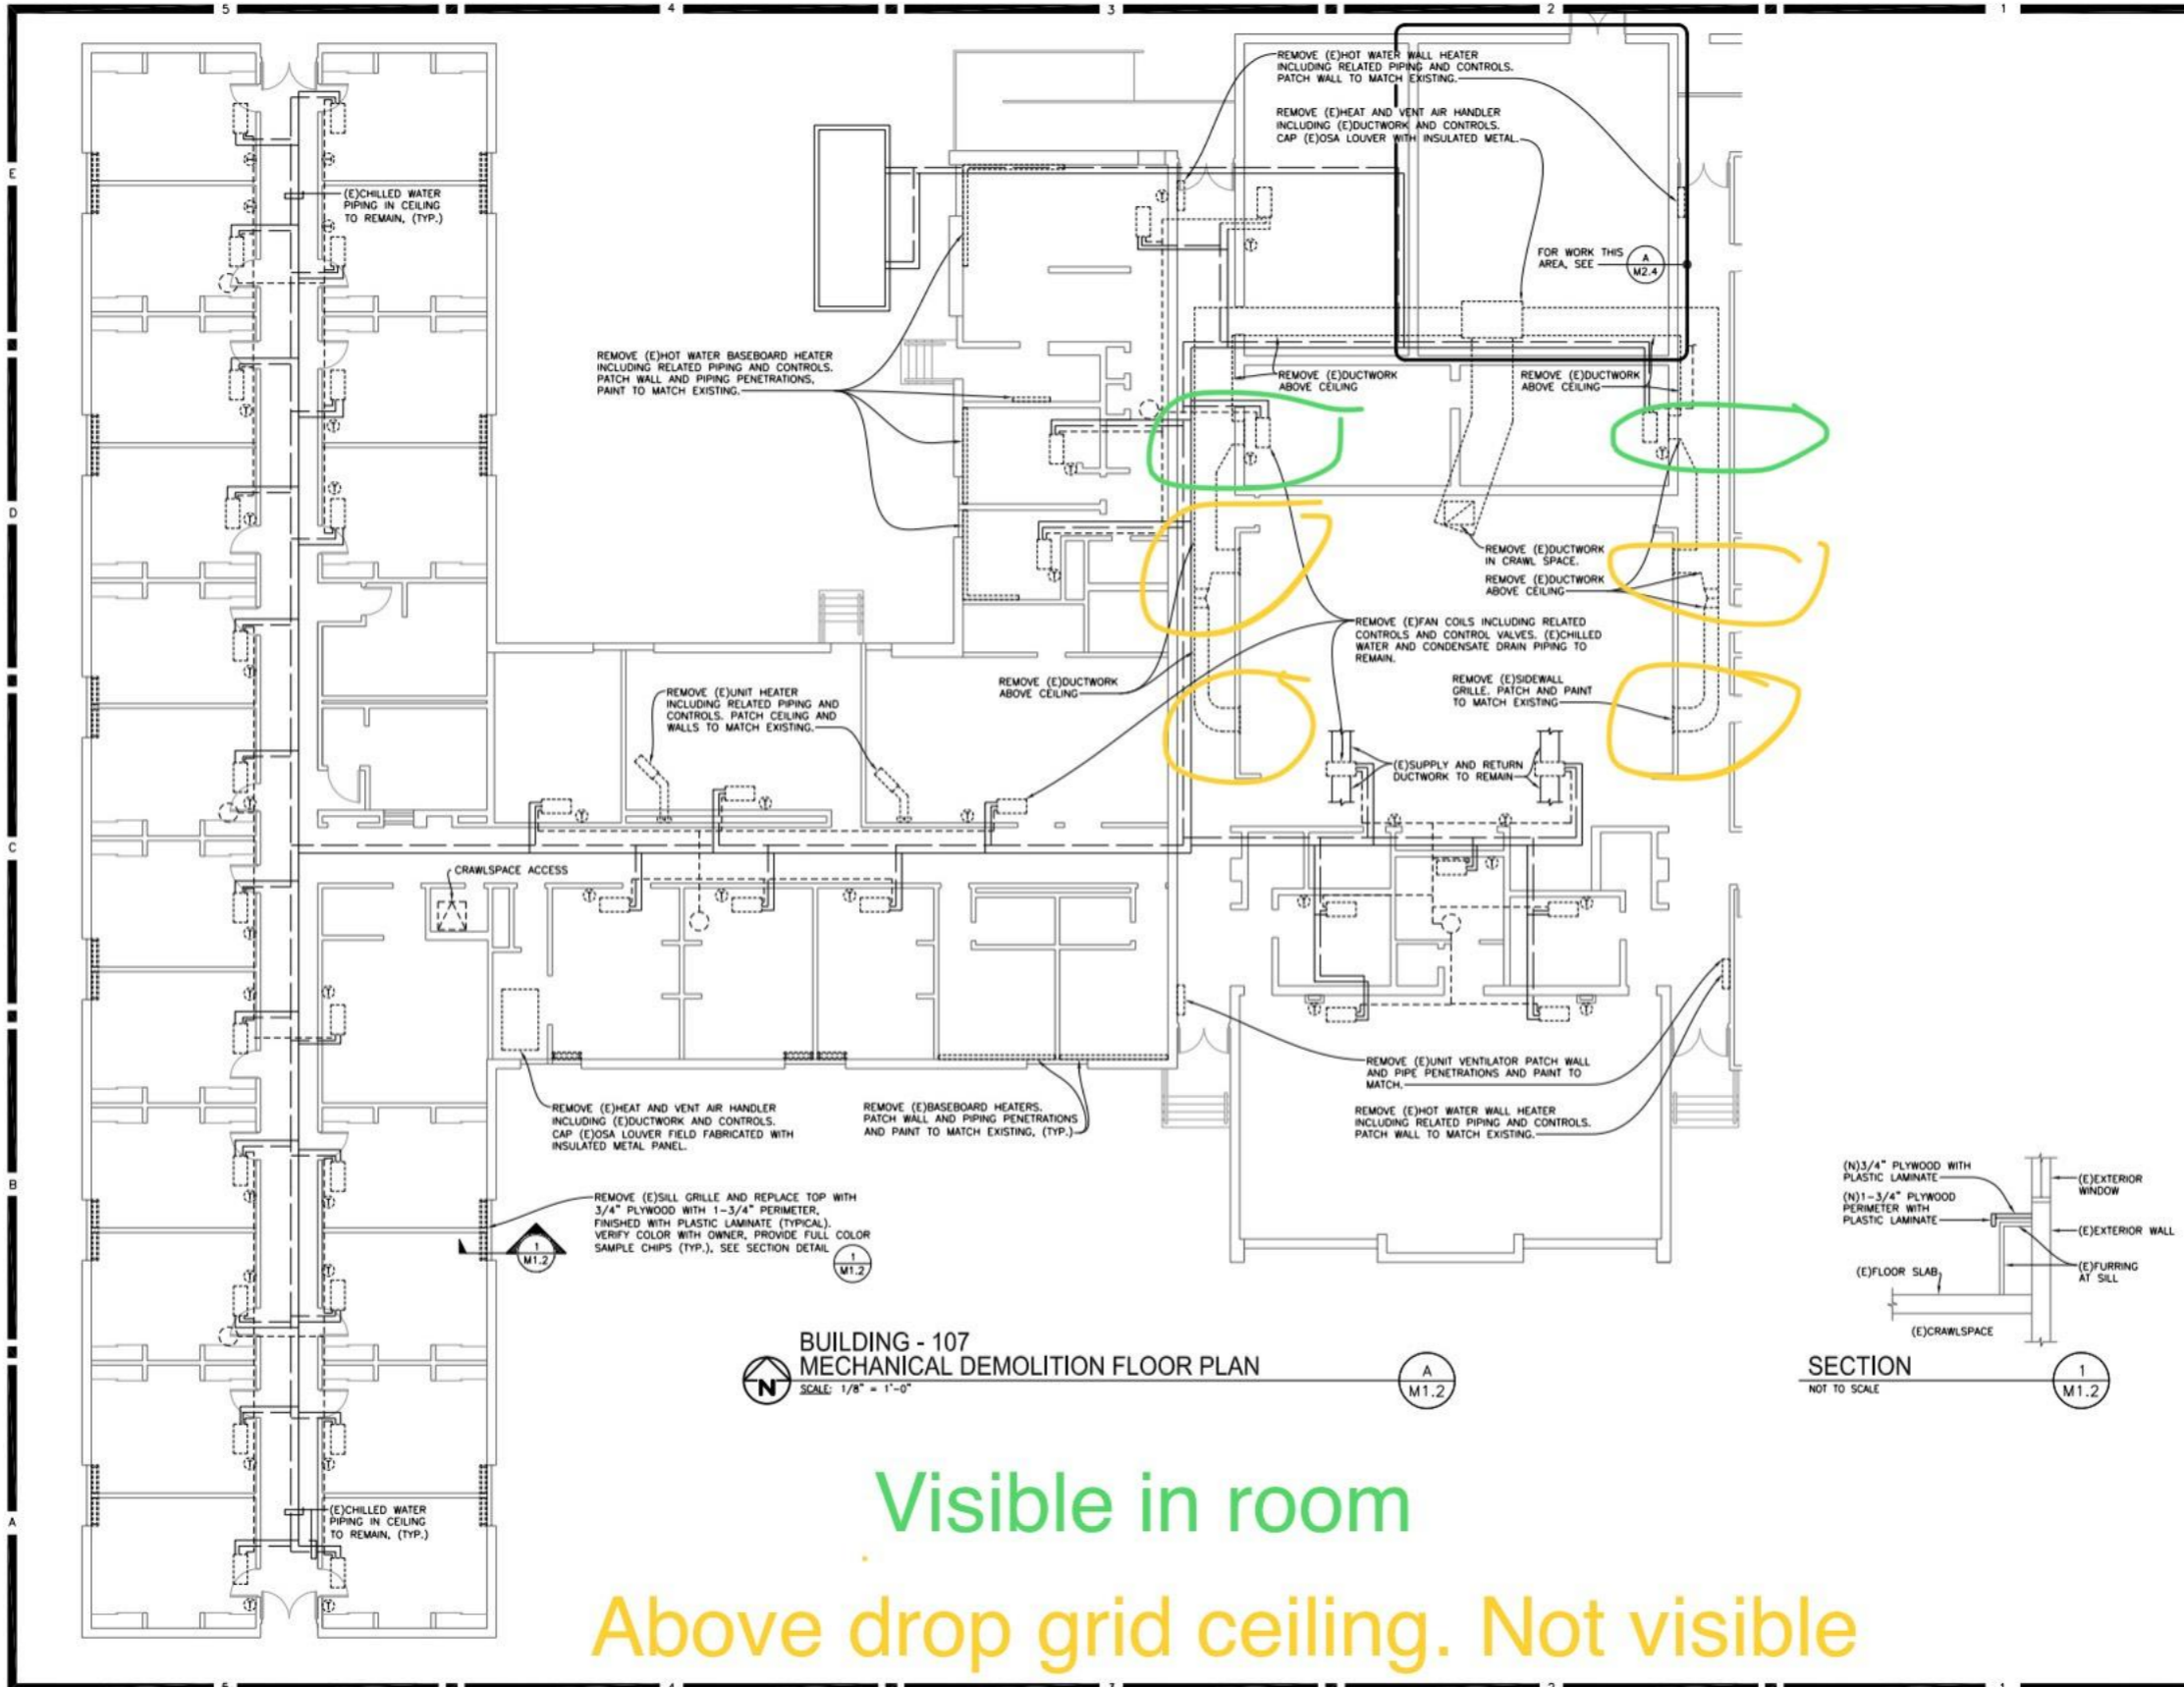 5
4
3
2
1
E
D
C
B
A
REMOVE (E)HOT WATER WALL HEATER
INCLUDING RELATED PIPING AND CONTROLS.
PATCH WALL TO MATCH EXISTING.
REMOVE (E)HEAT AND VENT AIR HANDLER
INCLUDING (E)DUCTWORK AND CONTROLS.
CAP (E)OSA LOUVER WITH INSULATED METAL.
(E)CHILLED WATER
PIPING IN CEILING
TO REMAIN, (TYP.)
FOR WORK THIS
AREA, SEE
A
M2.4
REMOVE (E)HOT WATER BASEBOARD HEATER
INCLUDING RELATED PIPING AND CONTROLS.
PATCH WALL AND PIPING PENETRATIONS,
PAINT TO MATCH EXISTING.
REMOVE (E)DUCTWORK
ABOVE CEILING
REMOVE (E)DUCTWORK
ABOVE CEILING
REMOVE (E)DUCTWORK
IN CRAWL SPACE.
REMOVE (E)DUCTWORK
ABOVE CEILING
REMOVE (E)FAN COILS INCLUDING RELATED
CONTROLS AND CONTROL VALVES. (E)CHILLED
WATER AND CONDENSATE DRAIN PIPING TO
REMAIN.
REMOVE (E)DUCTWORK
ABOVE CEILING
REMOVE (E)SIDEWALL
GRILLE. PATCH AND PAINT
TO MATCH EXISTING
REMOVE (E)UNIT HEATER
INCLUDING RELATED PIPING AND
CONTROLS. PATCH CEILING AND
WALLS TO MATCH EXISTING.
(E)SUPPLY AND RETURN
DUCTWORK TO REMAIN
CRAWLSPACE ACCESS
REMOVE (E)UNIT VENTILATOR PATCH WALL
AND PIPE PENETRATIONS AND PAINT TO
MATCH.
REMOVE (E)HEAT AND VENT AIR HANDLER
INCLUDING (E)DUCTWORK AND CONTROLS.
CAP (E)OSA LOUVER FIELD FABRICATED WITH
INSULATED METAL PANEL.
REMOVE (E)BASEBOARD HEATERS.
PATCH WALL AND PIPING PENETRATIONS
AND PAINT TO MATCH EXISTING, (TYP.)
REMOVE (E)HOT WATER WALL HEATER
INCLUDING RELATED PIPING AND CONTROLS.
PATCH WALL TO MATCH EXISTING.
REMOVE (E)SILL GRILLE AND REPLACE TOP WITH
3/4" PLYWOOD WITH 1-3/4" PERIMETER,
FINISHED WITH PLASTIC LAMINATE (TYPICAL).
VERIFY COLOR WITH OWNER, PROVIDE FULL COLOR
SAMPLE CHIPS (TYP.), SEE SECTION DETAIL
1
M1.2
1
M1.2
(N)3/4" PLYWOOD WITH
PLASTIC LAMINATE
(N)1-3/4" PLYWOOD
PERIMETER WITH
PLASTIC LAMINATE
(E)EXTERIOR
WINDOW
(E)EXTERIOR WALL
(E)FURRING
AT SILL
(E)FLOOR SLAB
(E)CRAWLSPACE
BUILDING - 107
MECHANICAL DEMOLITION FLOOR PLAN
SCALE: 1/8" = 1'-0"
N
A
M1.2
SECTION
NOT TO SCALE
1
M1.2
(E)CHILLED WATER
PIPING IN CEILING
TO REMAIN, (TYP.)
Visible in room
Above drop grid ceiling. Not visible